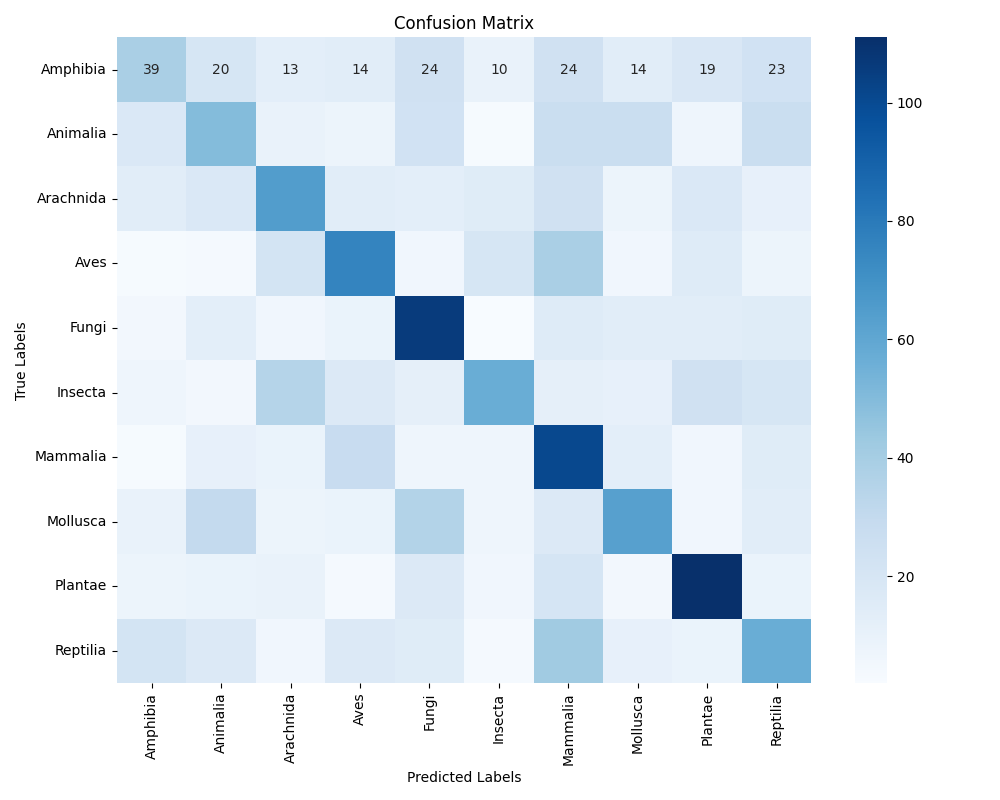 Confusion Matrix
Amphibia 39 20 13 14 24 10 24 14 19 23
Animalia
Arachnida
Aves
Fungi
Insecta
Mammalia
Mollusca
Plantae
Reptilia
True Labels
Amphibia Animalia Arachnida Aves Fungi Insecta Mammalia Mollusca Plantae Reptilia
Predicted Labels
100
80
60
40
20